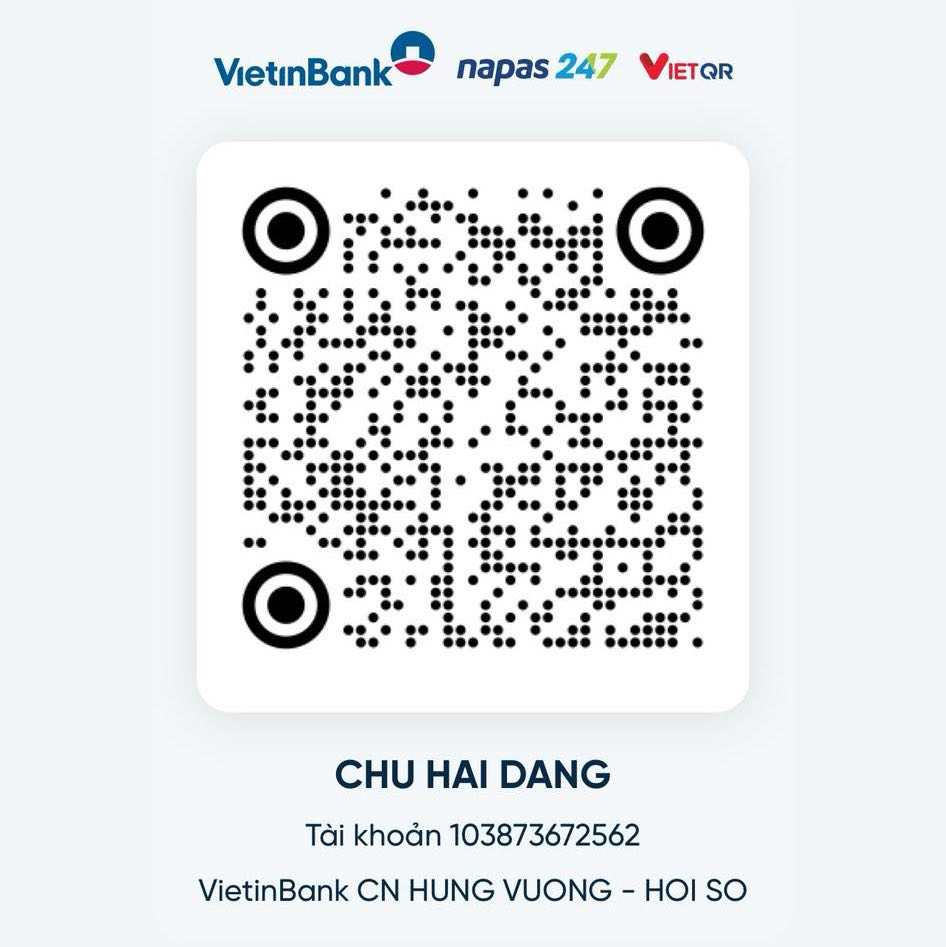 VietinBank napas 247 VIETQR
CHU HAI DANG
Tài khoản 103873672562
VietinBank CN HUNG VUONG - HOI SO